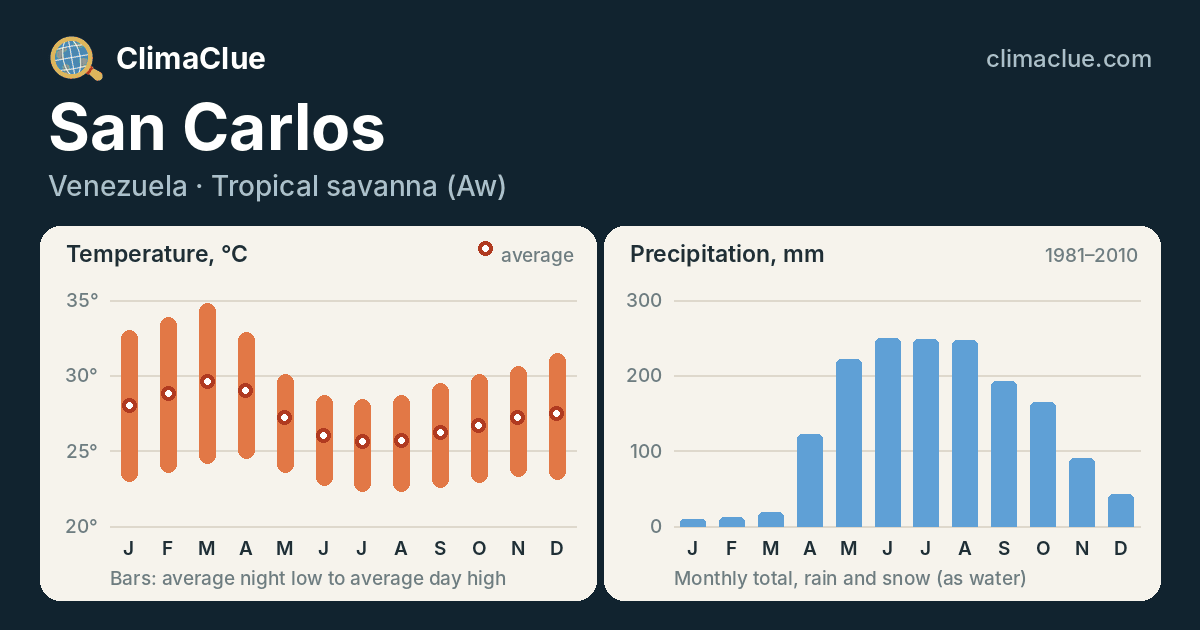 ClimaClue
climaclue.com
San Carlos
Venezuela · Tropical savanna (Aw)
Temperature, °C
average
35°
30°
25°
20°
J F M A M J J A S O N D
Bars: average night low to average day high
Precipitation, mm
1981–2010
300
200
100
0
J F M A M J J A S O N D
Monthly total, rain and snow (as water)